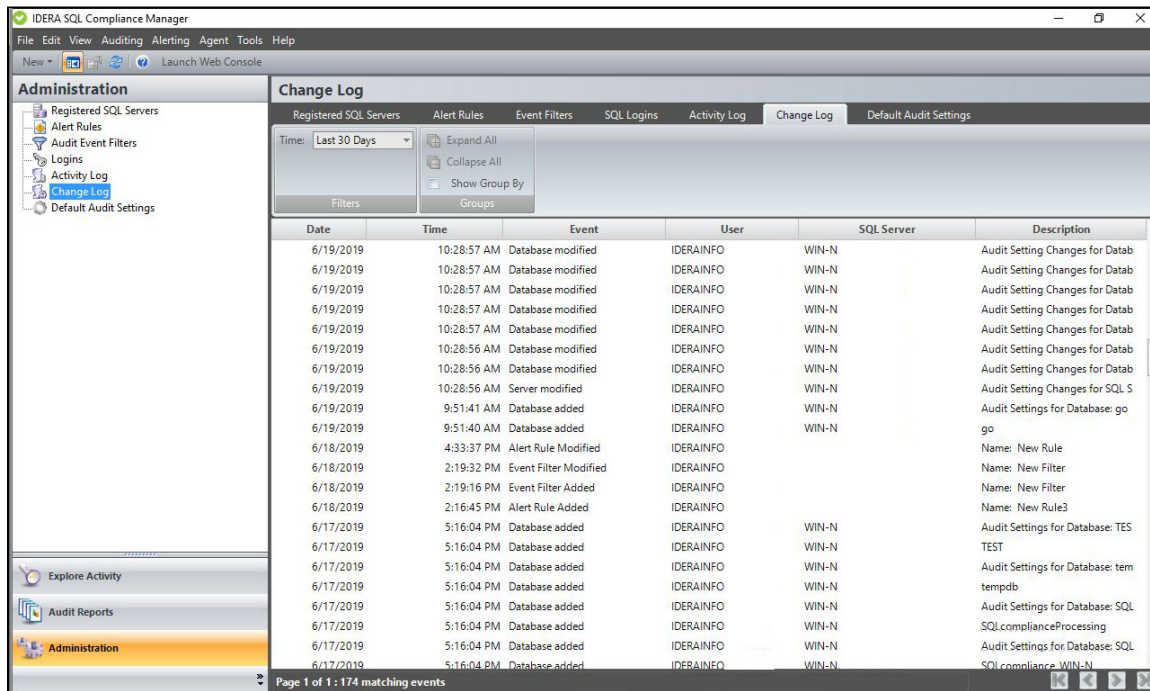 IDERA SQL Compliance Manager
File Edit View Auditing Alerting Agent Tools Help
New Launch Web Console
Administration
Registered SQL Servers
Alert Rules
Audit Event Filters
Logins
Activity Log
Change Log
Default Audit Settings
Explore Activity
Audit Reports
Administration
Change Log
Registered SQL Servers Alert Rules Event Filters SQL Logins Activity Log Change Log Default Audit Settings
Time: Last 30 Days
Filters
Expand All
Collapse All
Show Group By
Groups
Date Time Event User SQL Server Description
6/19/2019 10:28:57 AM Database modified IDERAINFO WIN-N Audit Setting Changes for Datab
6/19/2019 10:28:57 AM Database modified IDERAINFO WIN-N Audit Setting Changes for Datab
6/19/2019 10:28:57 AM Database modified IDERAINFO WIN-N Audit Setting Changes for Datab
6/19/2019 10:28:57 AM Database modified IDERAINFO WIN-N Audit Setting Changes for Datab
6/19/2019 10:28:57 AM Database modified IDERAINFO WIN-N Audit Setting Changes for Datab
6/19/2019 10:28:56 AM Database modified IDERAINFO WIN-N Audit Setting Changes for Datab
6/19/2019 10:28:56 AM Database modified IDERAINFO WIN-N Audit Setting Changes for Datab
6/19/2019 10:28:56 AM Server modified IDERAINFO WIN-N Audit Setting Changes for SQL S
6/19/2019 9:51:41 AM Database added IDERAINFO WIN-N Audit Settings for Database: go
6/19/2019 9:51:40 AM Database added IDERAINFO WIN-N go
6/18/2019 4:33:37 PM Alert Rule Modified IDERAINFO Name: New Rule
6/18/2019 2:19:32 PM Event Filter Modified IDERAINFO Name: New Filter
6/18/2019 2:19:16 PM Event Filter Added IDERAINFO Name: New Filter
6/18/2019 2:16:45 PM Alert Rule Added IDERAINFO Name: New Rule3
6/17/2019 5:16:04 PM Database added IDERAINFO WIN-N Audit Settings for Database: TES
6/17/2019 5:16:04 PM Database added IDERAINFO WIN-N TEST
6/17/2019 5:16:04 PM Database added IDERAINFO WIN-N Audit Settings for Database: tem
6/17/2019 5:16:04 PM Database added IDERAINFO WIN-N tempdb
6/17/2019 5:16:04 PM Database added IDERAINFO WIN-N Audit Settings for Database: SQL
6/17/2019 5:16:04 PM Database added IDERAINFO WIN-N SQLcomplianceProcessing
6/17/2019 5:16:04 PM Database added IDERAINFO WIN-N Audit Settings for Database: SQL
6/17/2019 5:16:04 PM Database added IDERAINFO WIN-N. SQLcompliance_WIN-N
Page 1 of 1 : 174 matching events